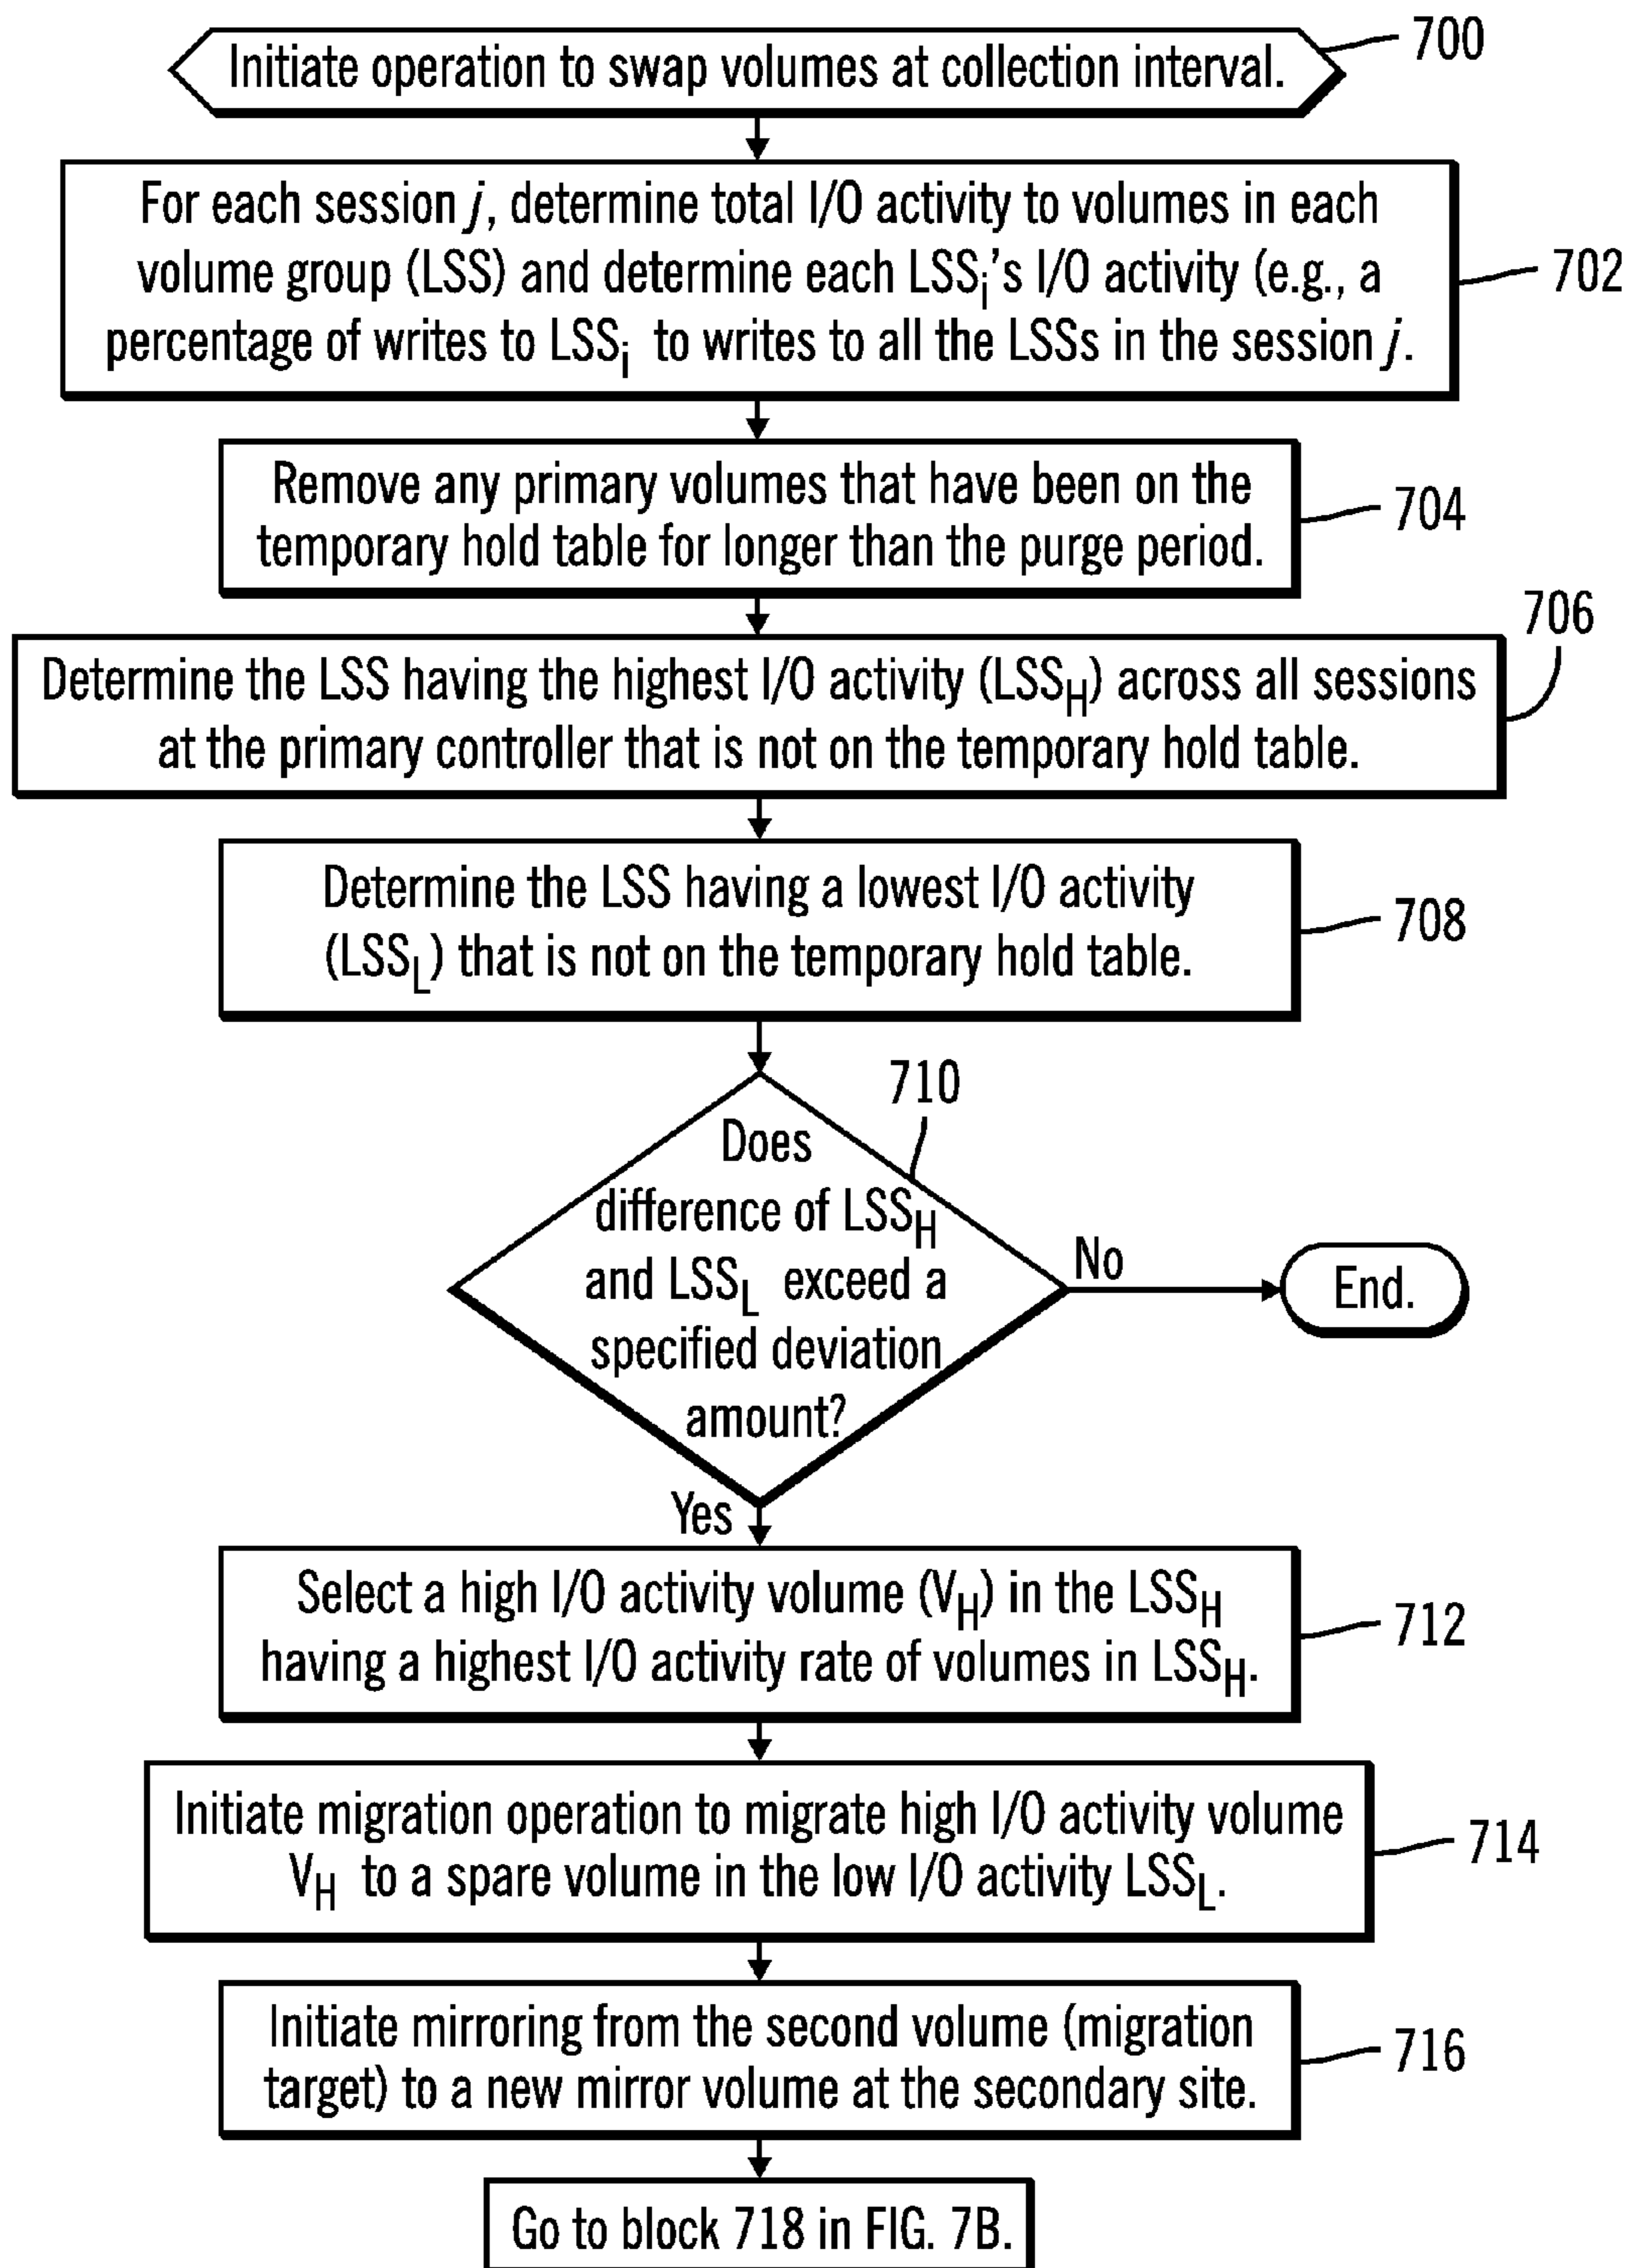 Initiate operation to swap volumes at collection interval.
700
For each session j, determine total I/O activity to volumes in each
volume group (LSS) and determine each LSSi's I/O activity (e.g., a
percentage of writes to LSSi to writes to all the LSSs in the session j.
702
Remove any primary volumes that have been on the
temporary hold table for longer than the purge period.
704
706
Determine the LSS having the highest I/O activity (LSSH) across all sessions
at the primary controller that is not on the temporary hold table.
Determine the LSS having a lowest I/O activity
(LSSL) that is not on the temporary hold table.
708
710
Does
difference of LSSH
and LSSL exceed a
specified deviation
amount?
No
End.
Yes
Select a high I/O activity volume (VH) in the LSSH
having a highest I/O activity rate of volumes in LSSH.
712
Initiate migration operation to migrate high I/O activity volume
VH to a spare volume in the low I/O activity LSSL.
714
Initiate mirroring from the second volume (migration
target) to a new mirror volume at the secondary site.
716
Go to block 718 in FIG. 7B.